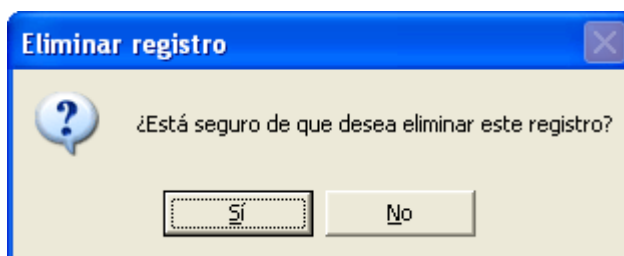 Eliminar registro
¿Está seguro de que desea eliminar este registro?
Sí No